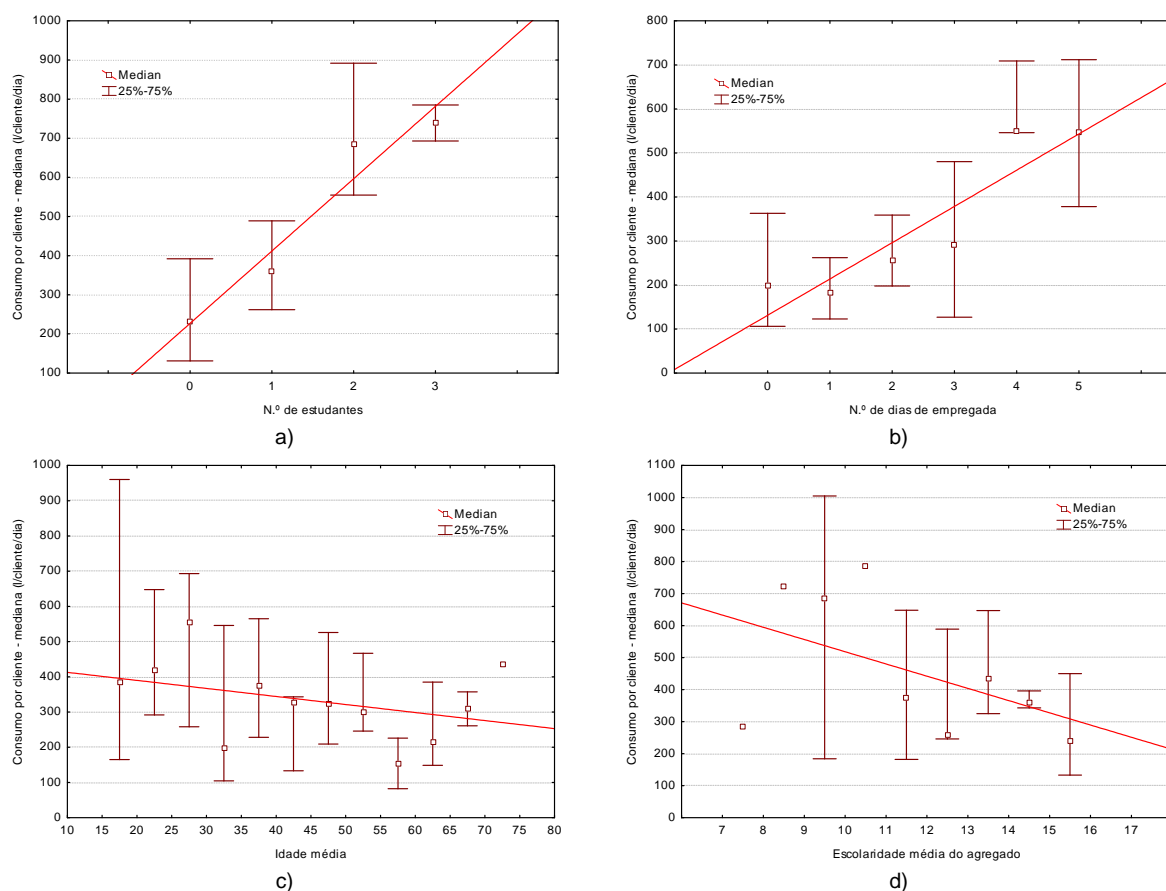 Consumo por cliente - mediana (l/cliente/dia)
1000
900
800
700
600
500
400
300
200
100
Median
25%-75%
0 1 2 3
N.º de estudantes
a)
Consumo por cliente - mediana (l/cliente/dia)
800
700
600
500
400
300
200
100
0
Median
25%-75%
0 1 2 3 4 5
N.º de dias de empregada
b)
Consumo por cliente - mediana (l/cliente/dia)
1000
900
800
700
600
500
400
300
200
100
0
Median
25%-75%
10 15 20 25 30 35 40 45 50 55 60 65 70 75 80
Idade média
c)
Consumo por cliente - mediana (l/cliente/dia)
1100
1000
900
800
700
600
500
400
300
200
100
0
Median
25%-75%
7 8 9 10 11 12 13 14 15 16 17
Escolaridade média do agregado
d)